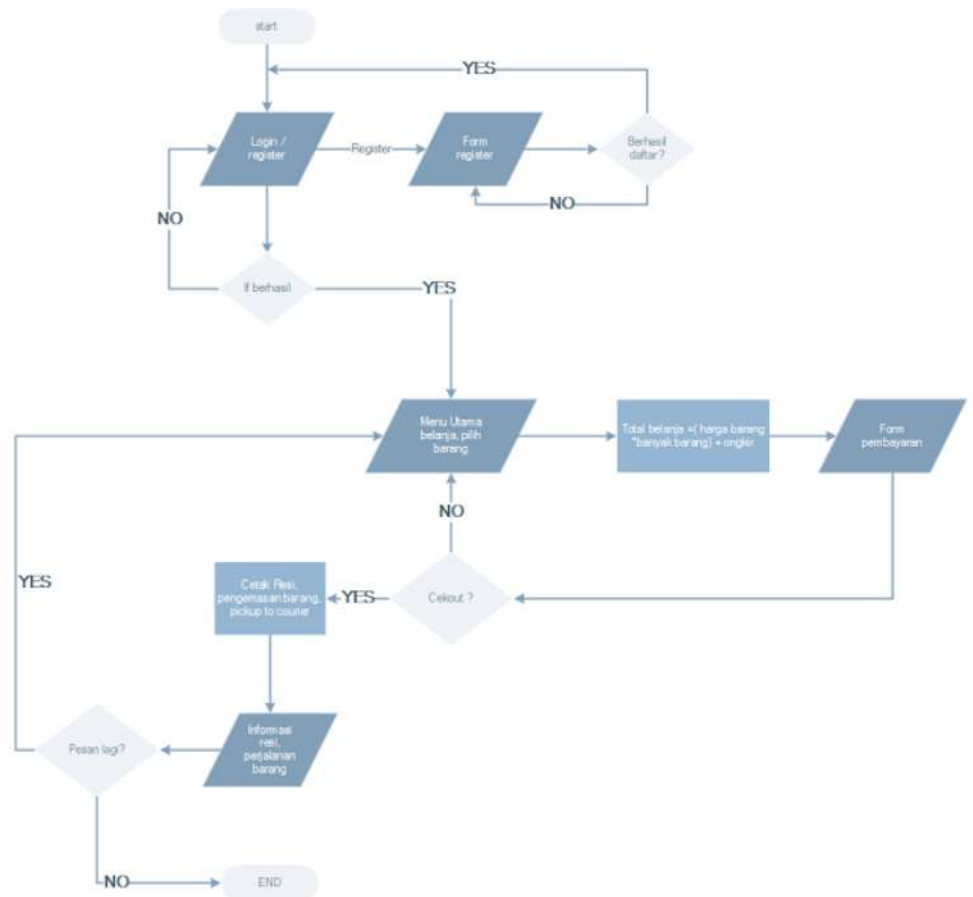 start
YES
Login /
register
Register
Form
register
Berhasil
daftar?
NO
NO
If berhasil
YES
Menu Utama
belanja, pilih
barang
Total belanja =( harga barang
*banyak barang) + ongkir
Form
pembayaran
NO
YES
Cetak Resi,
pengemasan barang,
pickup to courier
YES
Cekout ?
Informasi
resi,
perjalanan
barang
Pesan lagi?
NO
END